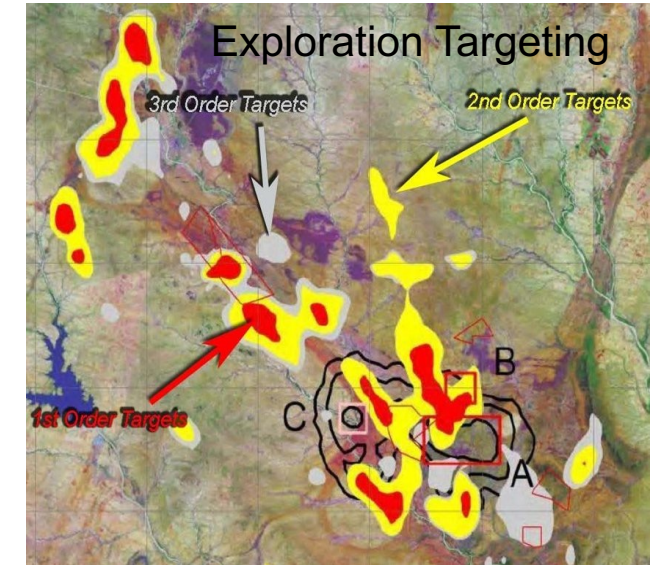 Exploration Targeting
3rd Order Targets
2nd Order Targets
B
C
1st Order Targets
A